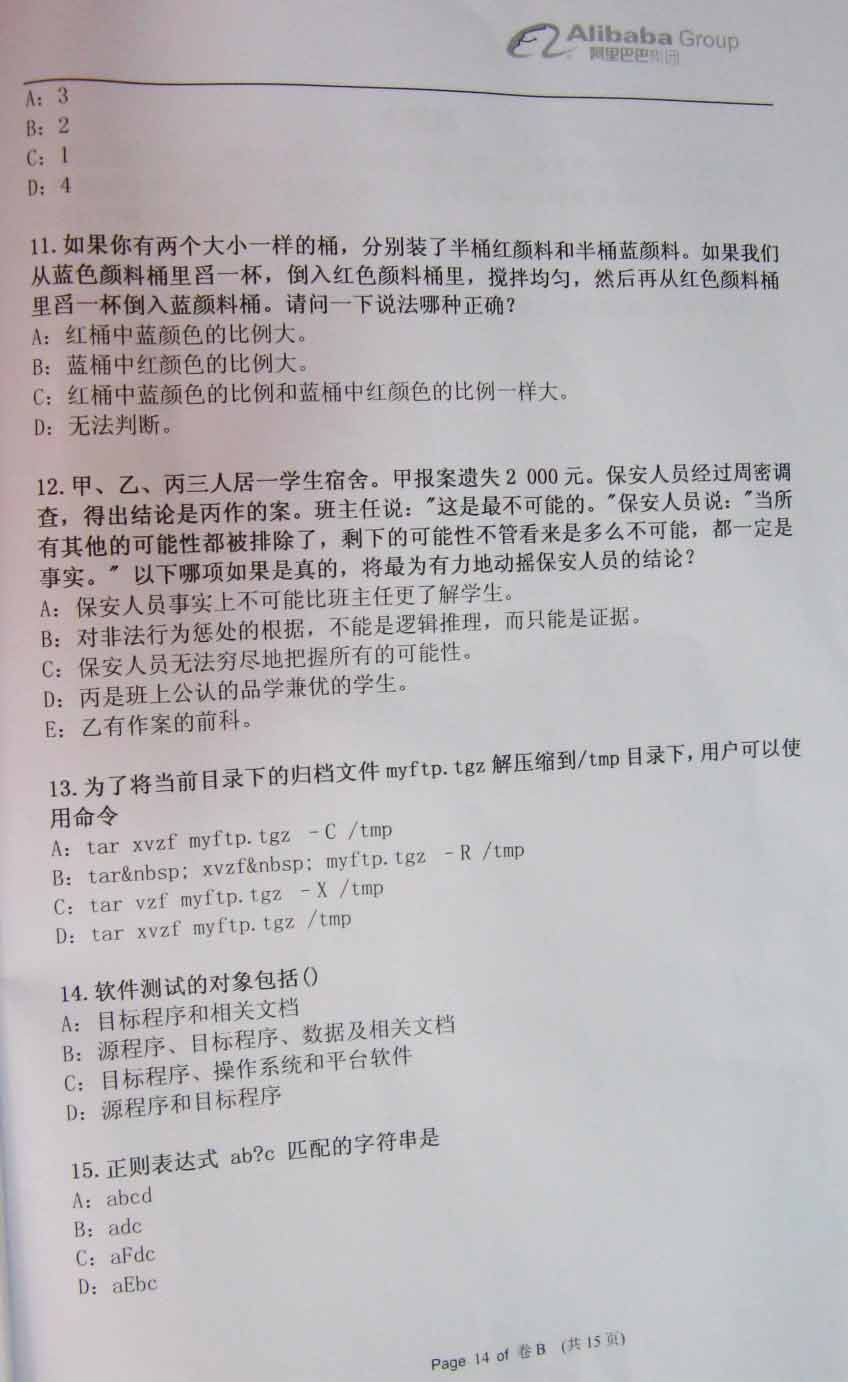 Alibaba Group
阿里巴巴集团
A: 3
B: 2
C: 1
D: 4
11.如果你有两个大小一样的桶，分别装了半桶红颜料和半桶蓝颜料。如果我们
从蓝色颜料桶里舀一杯，倒入红色颜料桶里，搅拌均匀，然后再从红色颜料桶
里舀一杯倒入蓝颜料桶。请问一下说法哪种正确？
A: 红桶中蓝颜色的比例大。
B: 蓝桶中红颜色的比例大。
C: 红桶中蓝颜色的比例和蓝桶中红颜色的比例一样大。
D: 无法判断。
12.甲、乙、丙三人居一学生宿舍。甲报案遗失2 000元。保安人员经过周密调
查，得出结论是丙作的案。班主任说："这是最不可能的。"保安人员说："当所
有其他的可能性都被排除了，剩下的可能性不管看来是多么不可能，都一定是
事实。" 以下哪项如果是真的，将最为有力地动摇保安人员的结论？
A: 保安人员事实上不可能比班主任更了解学生。
B: 对非法行为惩处的根据，不能是逻辑推理，而只能是证据。
C: 保安人员无法穷尽地把握所有的可能性。
D: 丙是班上公认的品学兼优的学生。
E: 乙有作案的前科。
13.为了将当前目录下的归档文件myftp.tgz解压缩到/tmp目录下，用户可以使
用命令
A: tar xvzf myftp.tgz –C /tmp
B: tar&nbsp; xvzf&nbsp; myftp.tgz –R /tmp
C: tar vzf myftp.tgz –X /tmp
D: tar xvzf myftp.tgz /tmp
14.软件测试的对象包括()
A: 目标程序和相关文档
B: 源程序、目标程序、数据及相关文档
C: 目标程序、操作系统和平台软件
D: 源程序和目标程序
15.正则表达式 ab?c 匹配的字符串是
A: abcd
B: adc
C: aFdc
D: aEbc
Page 14 of 卷B (共15页)